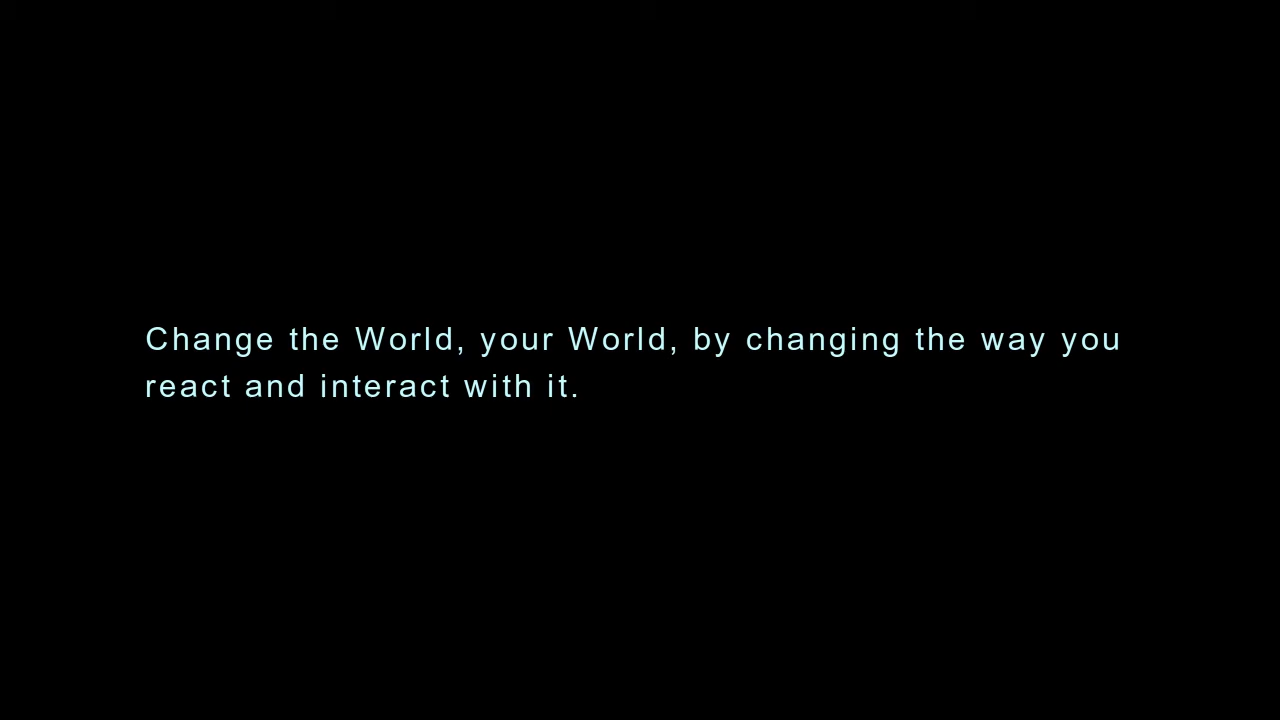 Change the World, your World, by changing the way you
react and interact with it.